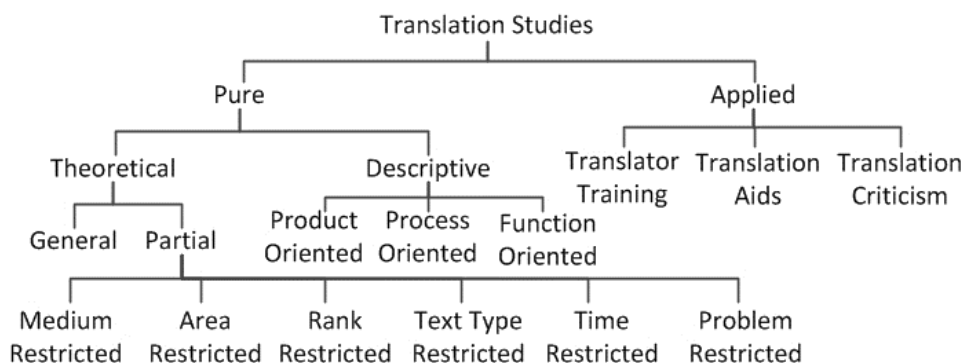 Translation Studies
Pure Applied
Theoretical Descriptive Translator Training Translation Aids Translation Criticism
General Partial Product Oriented Process Oriented Function Oriented
Medium Restricted Area Restricted Rank Restricted Text Type Restricted Time Restricted Problem Restricted